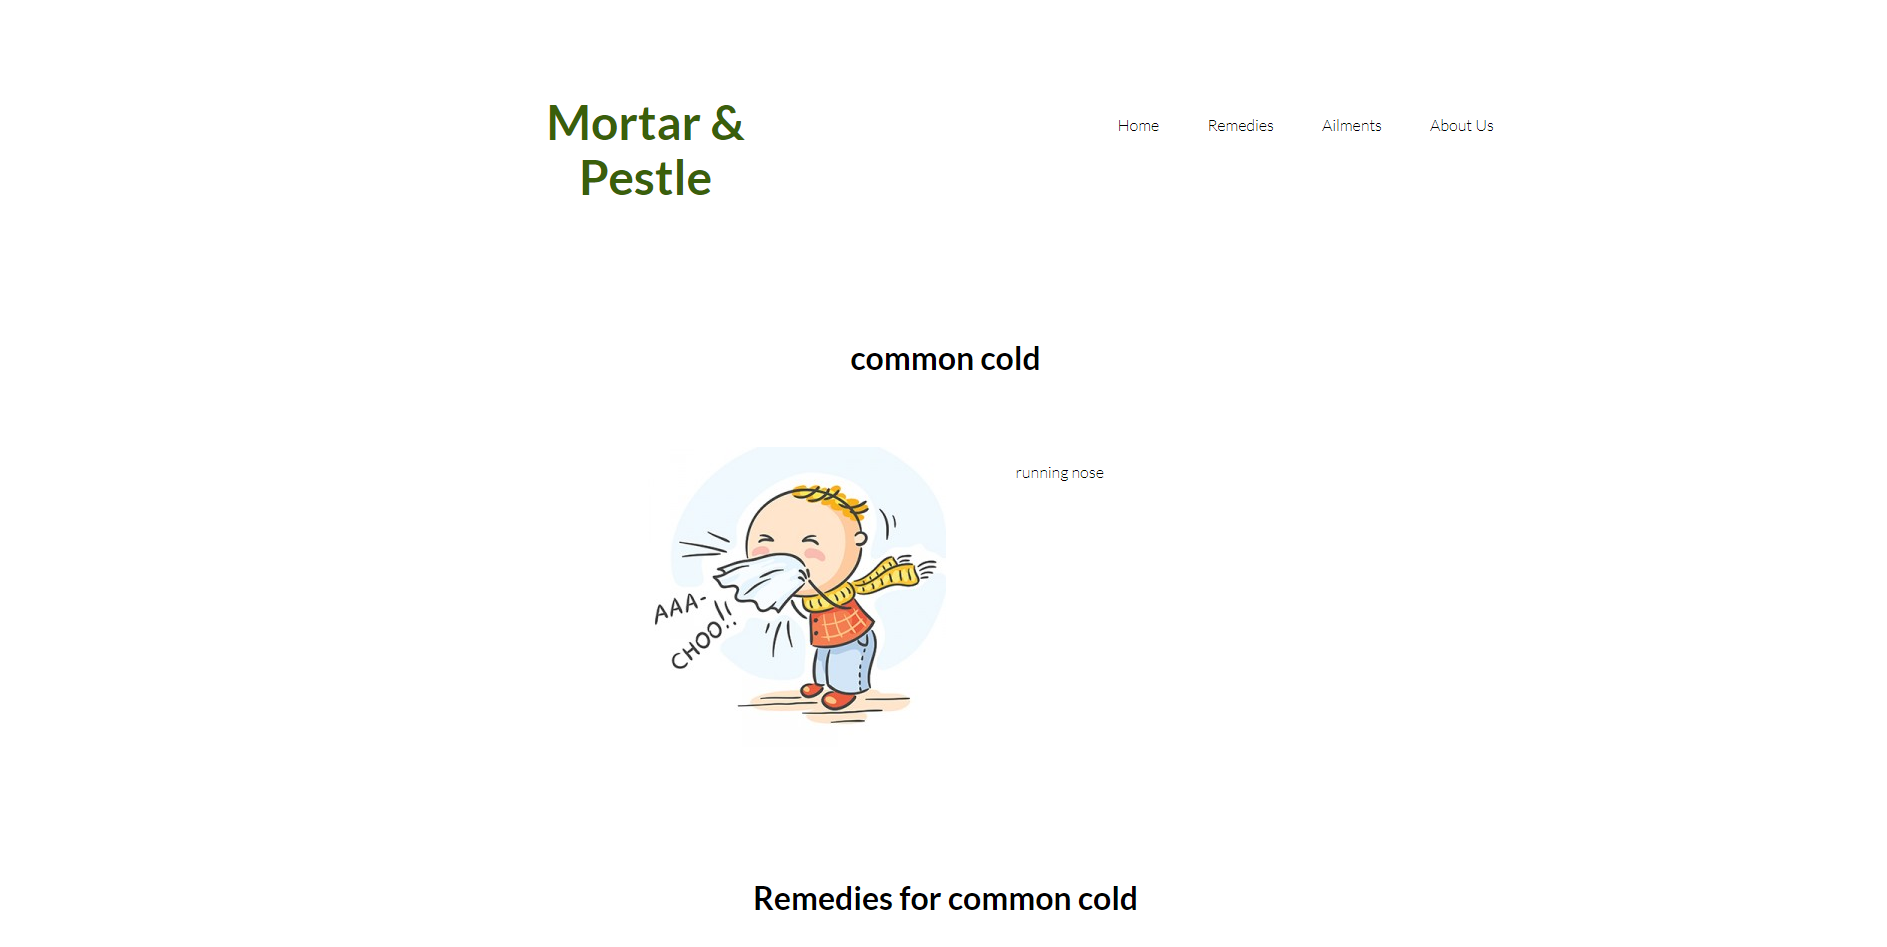 Mortar &
Pestle
Home Remedies Ailments About Us
common cold
running nose
AAA-
CHOO!!
Remedies for common cold